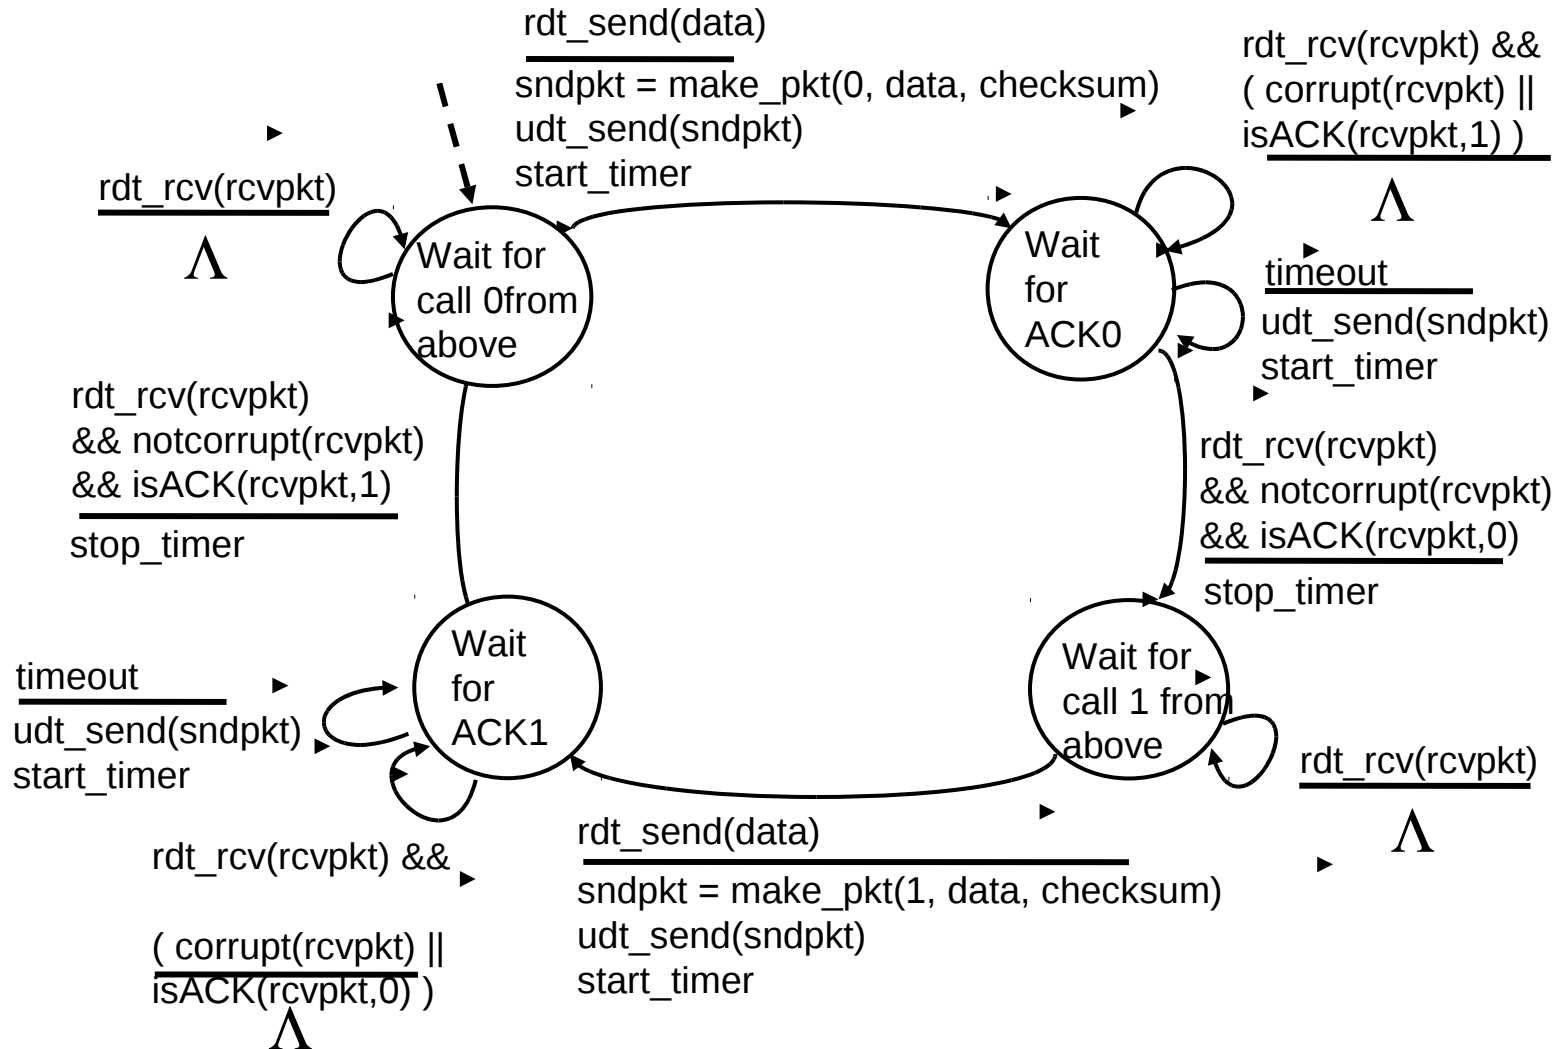 rdt_send(data)
sndpkt = make_pkt(0, data, checksum)
udt_send(sndpkt)
start_timer
rdt_rcv(rcvpkt) &&
( corrupt(rcvpkt) ||
isACK(rcvpkt,1) )
Λ
rdt_rcv(rcvpkt)
Λ
Wait for
call 0from
above
Wait
for
ACK0
timeout
udt_send(sndpkt)
start_timer
rdt_rcv(rcvpkt)
&& notcorrupt(rcvpkt)
&& isACK(rcvpkt,1)
stop_timer
rdt_rcv(rcvpkt)
&& notcorrupt(rcvpkt)
&& isACK(rcvpkt,0)
stop_timer
Wait
for
ACK1
Wait for
call 1 from
above
timeout
udt_send(sndpkt)
start_timer
rdt_rcv(rcvpkt)
Λ
rdt_rcv(rcvpkt) &&
( corrupt(rcvpkt) ||
isACK(rcvpkt,0) )
Λ
rdt_send(data)
sndpkt = make_pkt(1, data, checksum)
udt_send(sndpkt)
start_timer